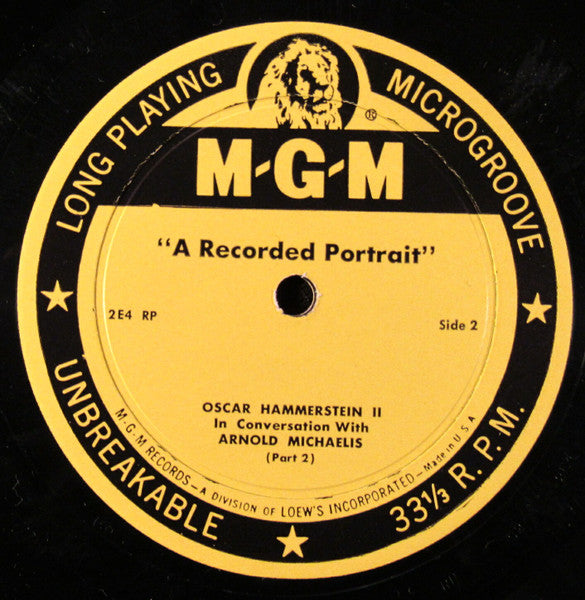 LONG PLAYING
MICROGROOVE
®
M-G-M
"A Recorded Portrait"
2E4 RP
Side 2
OSCAR HAMMERSTEIN II
In Conversation With
ARNOLD MICHAELIS
(Part 2)
M-G-M RECORDS—A DIVISION OF LOEW'S INCORPORATED—Made in U.S.A
UNBREAKABLE
33⅓ R.P.M.